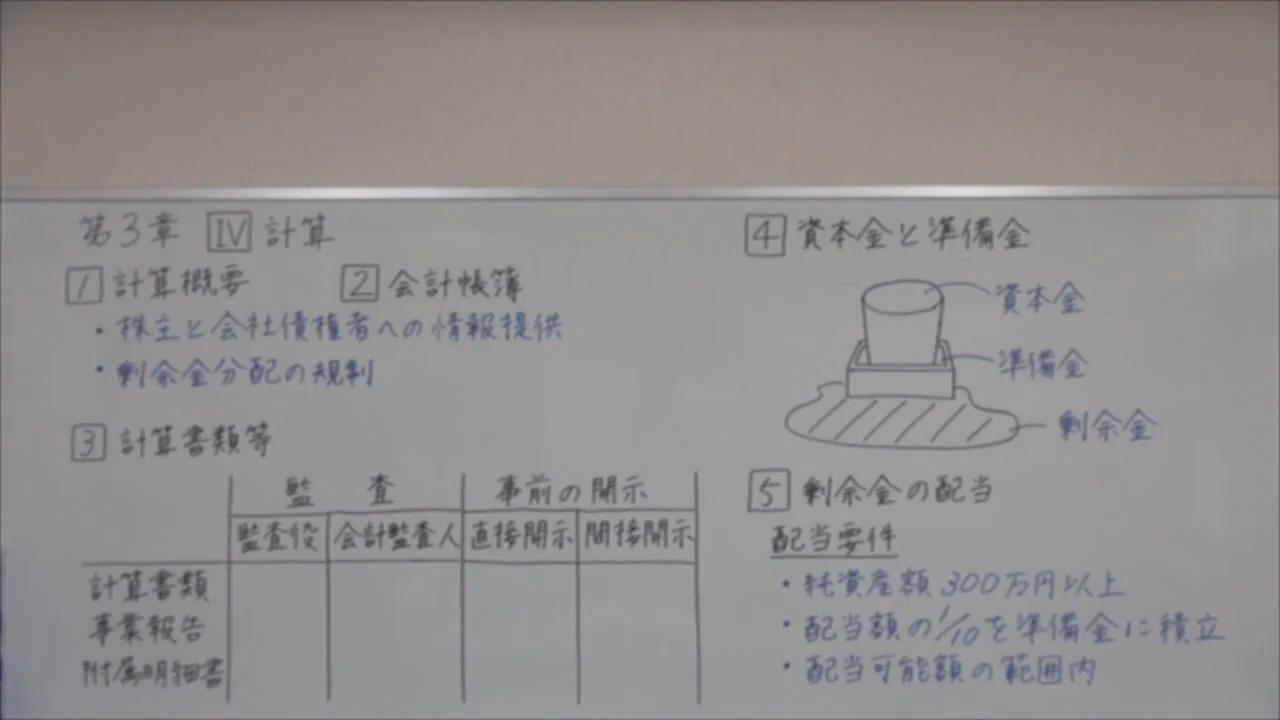 第3章 IV 計算
1 計算概要 2 会計帳簿
・株主と会社債権者への情報提供
・剰余金分配の規制
3 計算書類等
監査 事前の開示
監査役 会計監査人 直接開示 間接開示
計算書類
事業報告
附属明細書
4 資本金と準備金
資本金
準備金
剰余金
5 剰余金の配当
配当要件
・純資産額300万円以上
・配当額の1/10を準備金に積立
・配当可能額の範囲内